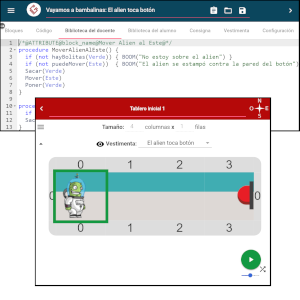 Vayamos a bambalinas: El alien toca botón
Bloques Código Biblioteca del docente Biblioteca del alumno Consigna Vestimenta Configuración
1 /*@ATTRIBUTE@block_name@Mover Alien al Este@*/
2 procedure MoverAlienAlEste() {
3 if (not hayBolitas(Verde)) { BOOM("No estoy sobre el alien") }
4 if (not puedeMover(Este)) { BOOM("El alien se estampó contra la pared del botón")
5 Sacar(Verde)
6 Mover(Este)
7 Poner(Verde)
8 }
9
10 proce
11 if
12 Sac
13
Tablero inicial 1
N
O E
S
Tamaño: 4 columnas x 1 filas
Vestimenta: El alien toca botón
0 1 2 3
0 0
0 1 2 3